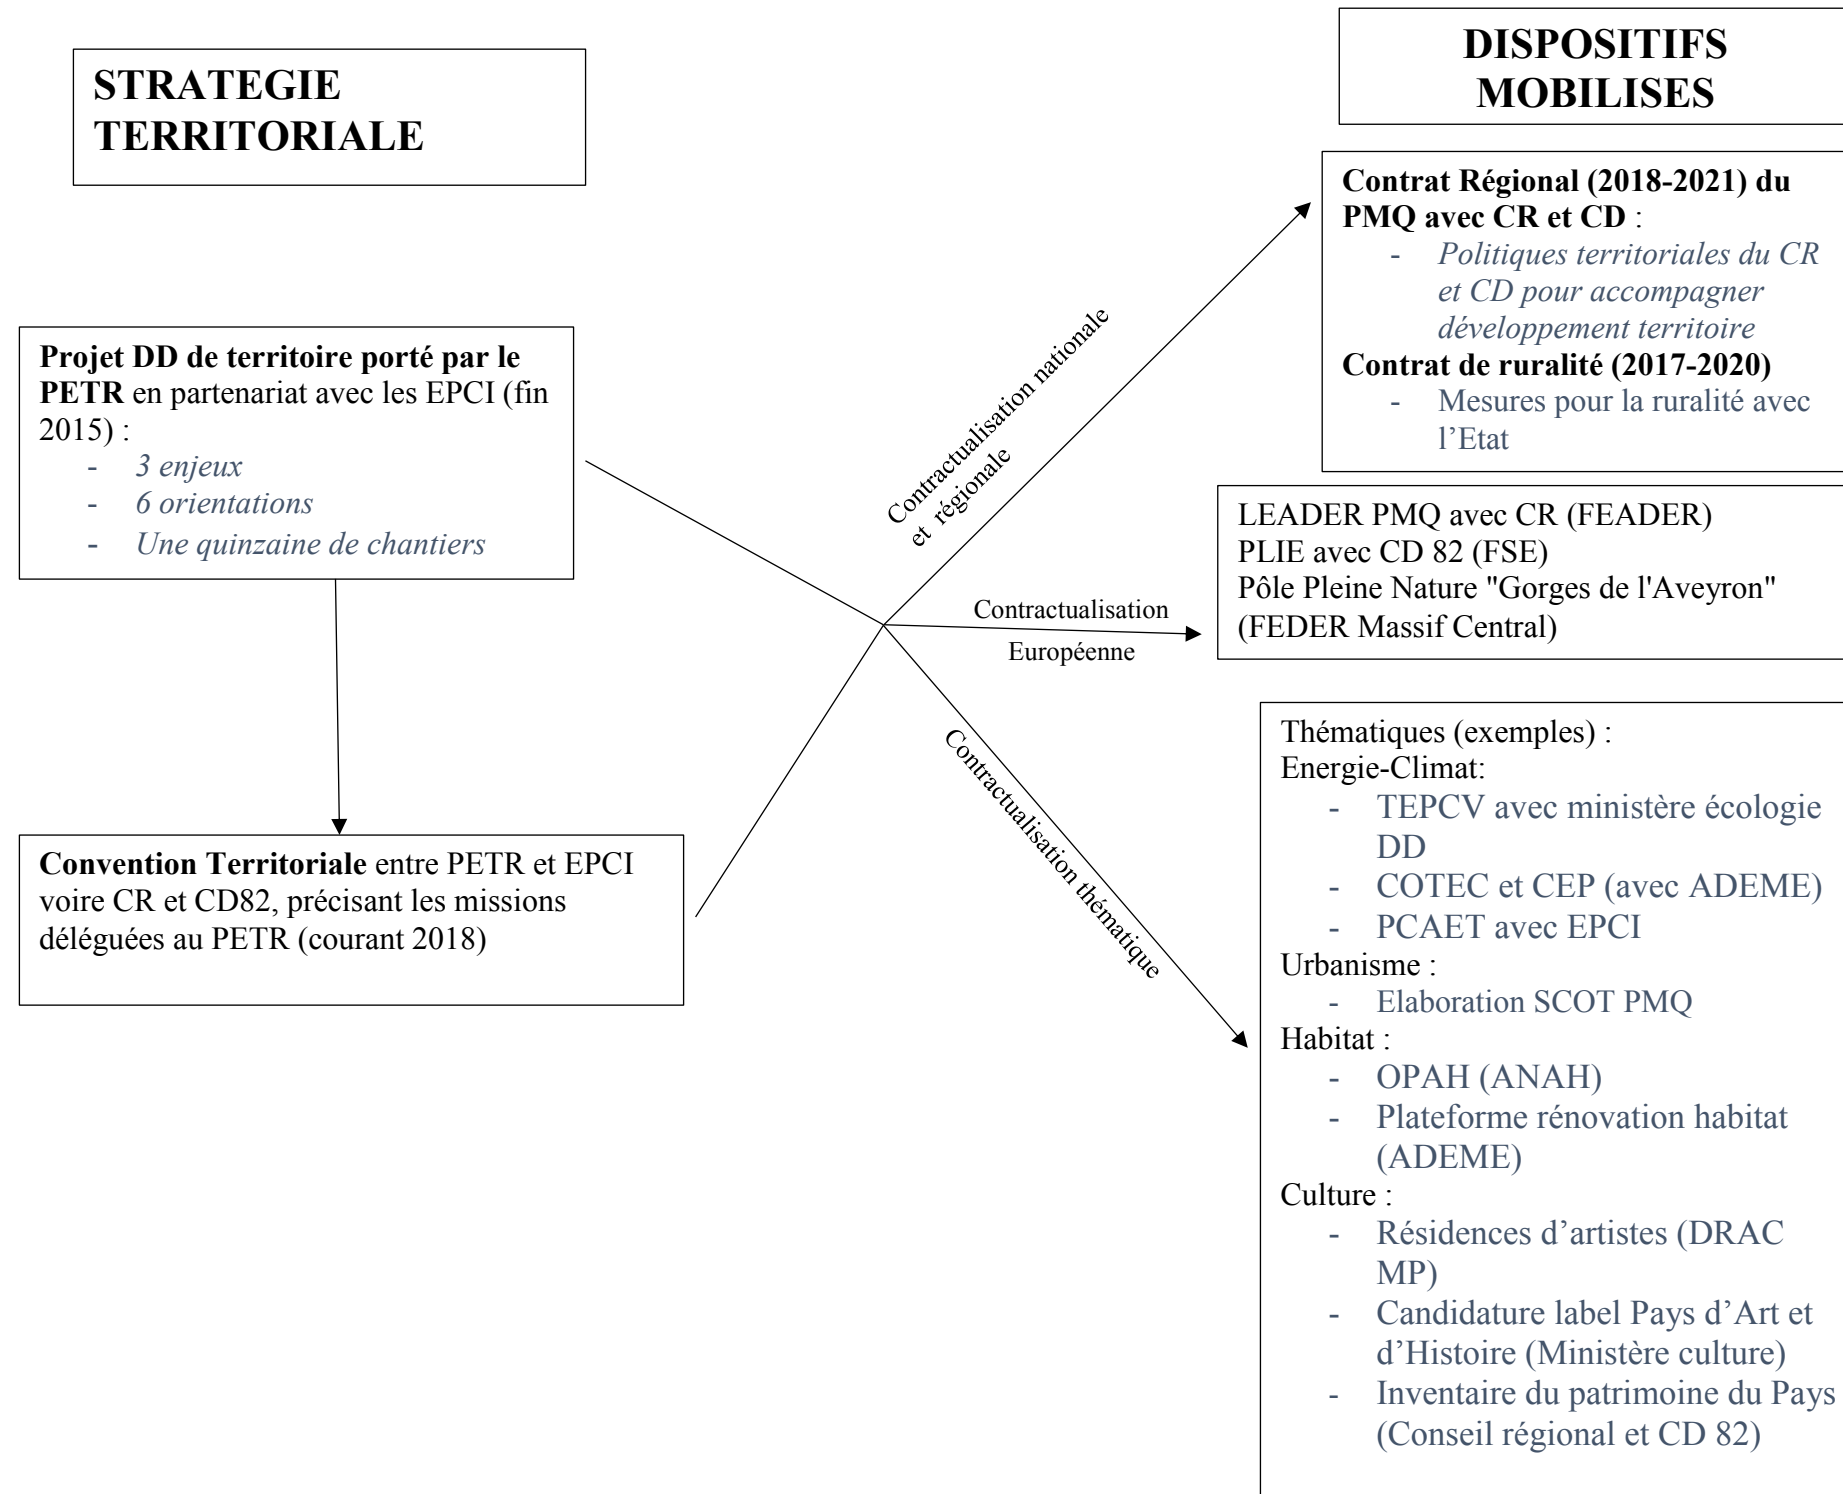 STRATEGIE
TERRITORIALE
DISPOSITIFS
MOBILISES
Projet DD de territoire porté par le
PETR en partenariat avec les EPCI (fin
2015) :
- 3 enjeux
- 6 orientations
- Une quinzaine de chantiers
Convention Territoriale entre PETR et EPCI
voire CR et CD82, précisant les missions
déléguées au PETR (courant 2018)
Contractualisation nationale
et régionale
Contractualisation
Européenne
Contractualisation thématique
Contrat Régional (2018-2021) du
PMQ avec CR et CD :
- Politiques territoriales du CR
et CD pour accompagner
développement territoire
Contrat de ruralité (2017-2020)
- Mesures pour la ruralité avec
l’Etat
LEADER PMQ avec CR (FEADER)
PLIE avec CD 82 (FSE)
Pôle Pleine Nature "Gorges de l'Aveyron"
(FEDER Massif Central)
Thématiques (exemples) :
Energie-Climat:
- TEPCV avec ministère écologie
DD
- COTEC et CEP (avec ADEME)
- PCAET avec EPCI
Urbanisme :
- Elaboration SCOT PMQ
Habitat :
- OPAH (ANAH)
- Plateforme rénovation habitat
(ADEME)
Culture :
- Résidences d’artistes (DRAC
MP)
- Candidature label Pays d’Art et
d’Histoire (Ministère culture)
- Inventaire du patrimoine du Pays
(Conseil régional et CD 82)